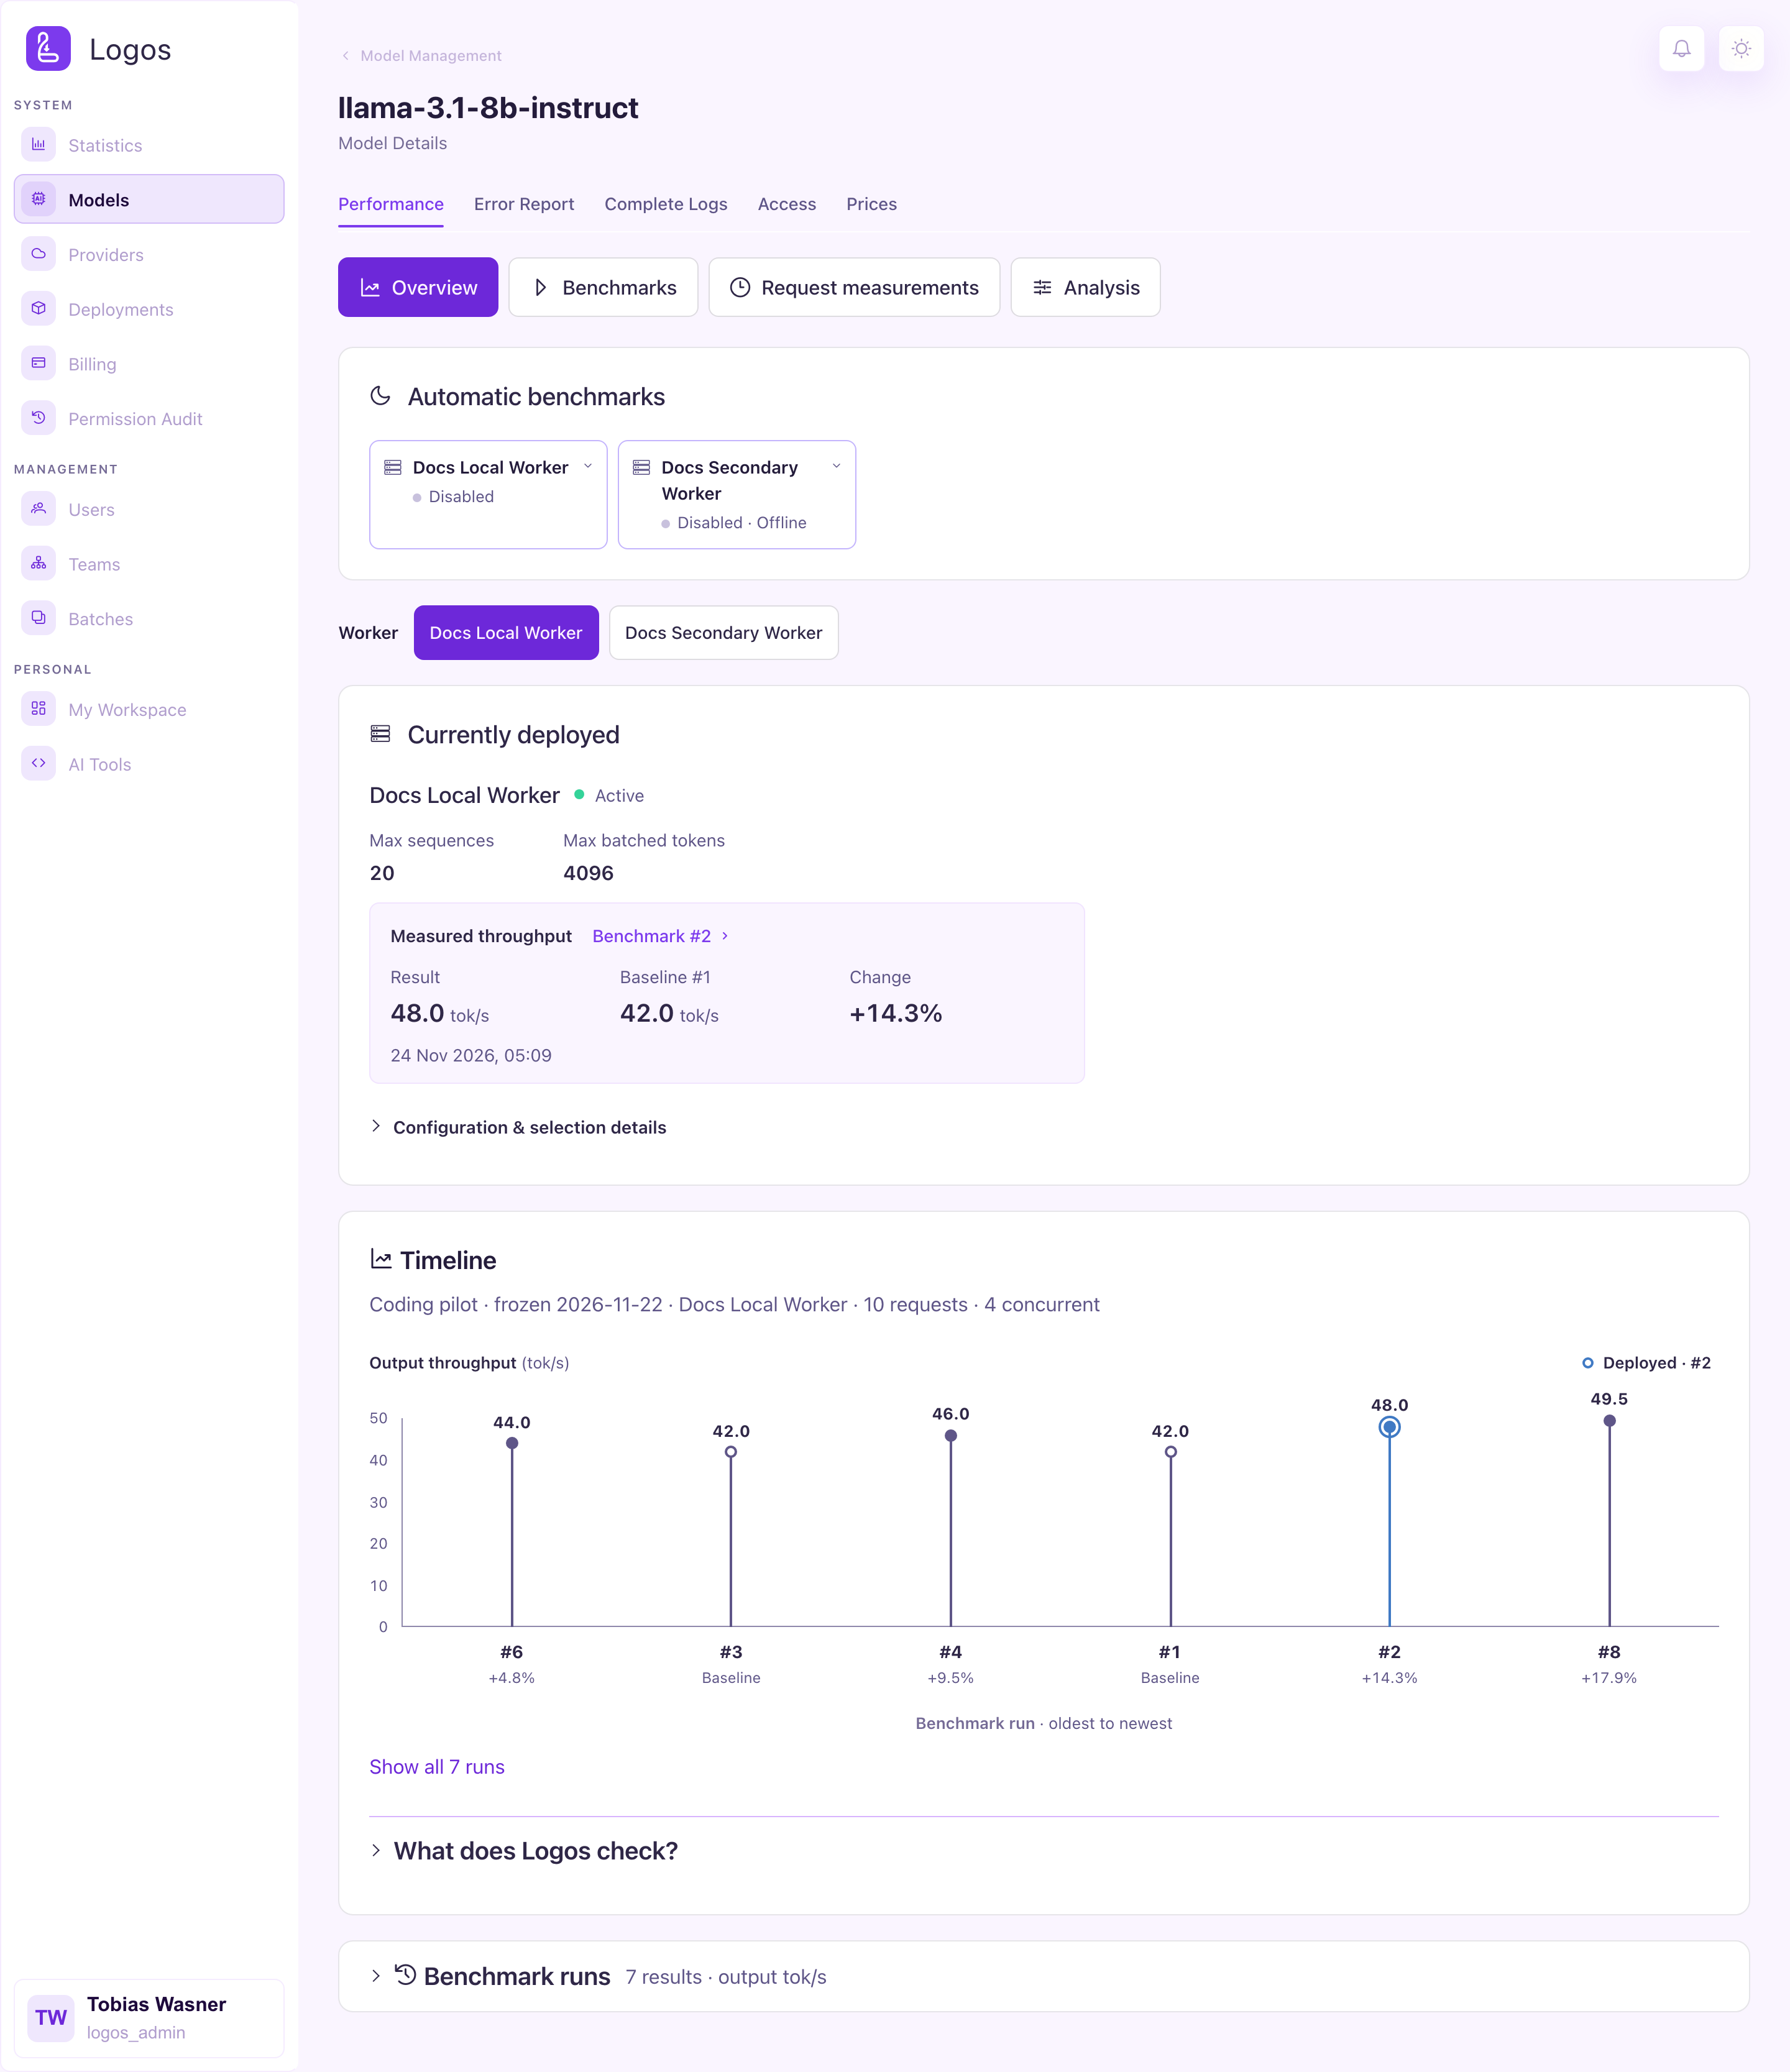 Logos
SYSTEM
Statistics
Models
Providers
Deployments
Billing
Permission Audit
MANAGEMENT
Users
Teams
Batches
PERSONAL
My Workspace
AI Tools
TW
Tobias Wasner
logos_admin
Model Management
llama-3.1-8b-instruct
Model Details
Performance Error Report Complete Logs Access Prices
Overview Benchmarks Request measurements Analysis
Automatic benchmarks
Docs Local Worker
Disabled
Docs Secondary
Worker
Disabled · Offline
Worker Docs Local Worker Docs Secondary Worker
Currently deployed
Docs Local Worker Active
Max sequences Max batched tokens
20 4096
Measured throughput Benchmark #2
Result Baseline #1 Change
48.0 tok/s 42.0 tok/s +14.3%
24 Nov 2026, 05:09
Configuration & selection details
Timeline
Coding pilot · frozen 2026-11-22 · Docs Local Worker · 10 requests · 4 concurrent
Output throughput (tok/s) Deployed · #2
50
40
30
20
10
0
44.0 42.0 46.0 42.0 48.0 49.5
#6 #3 #4 #1 #2 #8
+4.8% Baseline +9.5% Baseline +14.3% +17.9%
Benchmark run · oldest to newest
Show all 7 runs
What does Logos check?
Benchmark runs 7 results · output tok/s